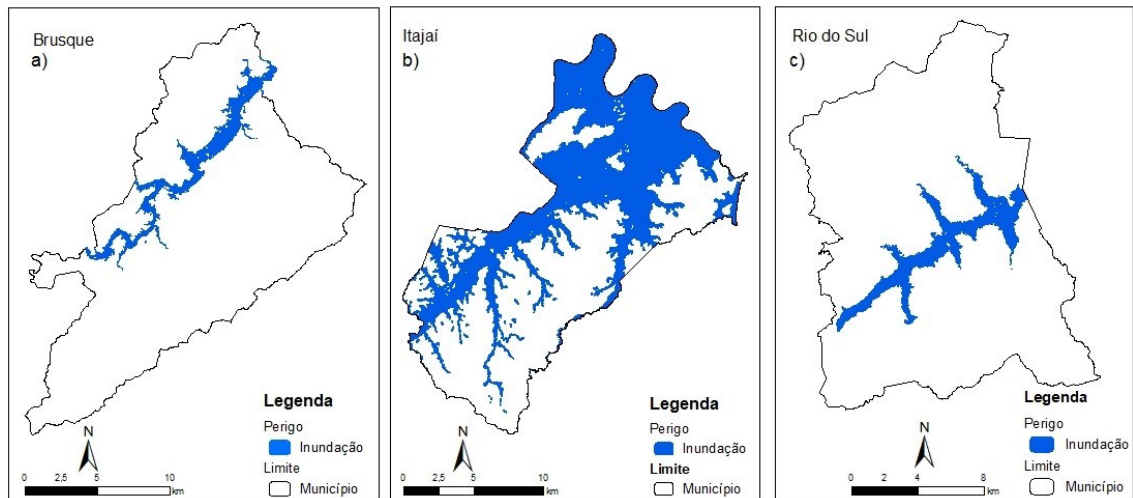 Brusque
a)
Legenda
Perigo
Inundação
Limite
Município
N
0 2,5 5 10
km
Itajaí
b)
Legenda
Perigo
Inundação
Limite
Município
N
0 2,5 5 10
km
Rio do Sul
c)
Legenda
Perigo
Inundação
Limite
Município
N
0 2 4 8
km